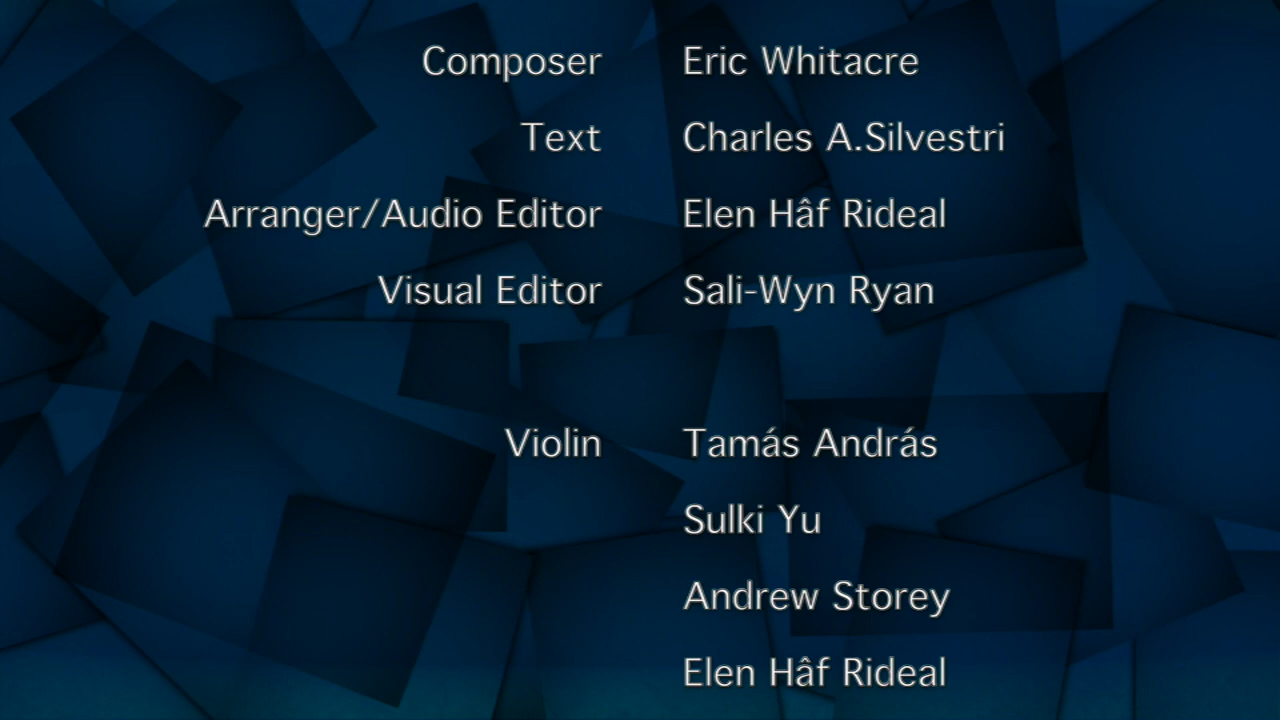 Composer Eric Whitacre
Text Charles A.Silvestri
Arranger/Audio Editor Elen Hâf Rideal
Visual Editor Sali-Wyn Ryan
Violin Tamás András
Sulki Yu
Andrew Storey
Elen Hâf Rideal